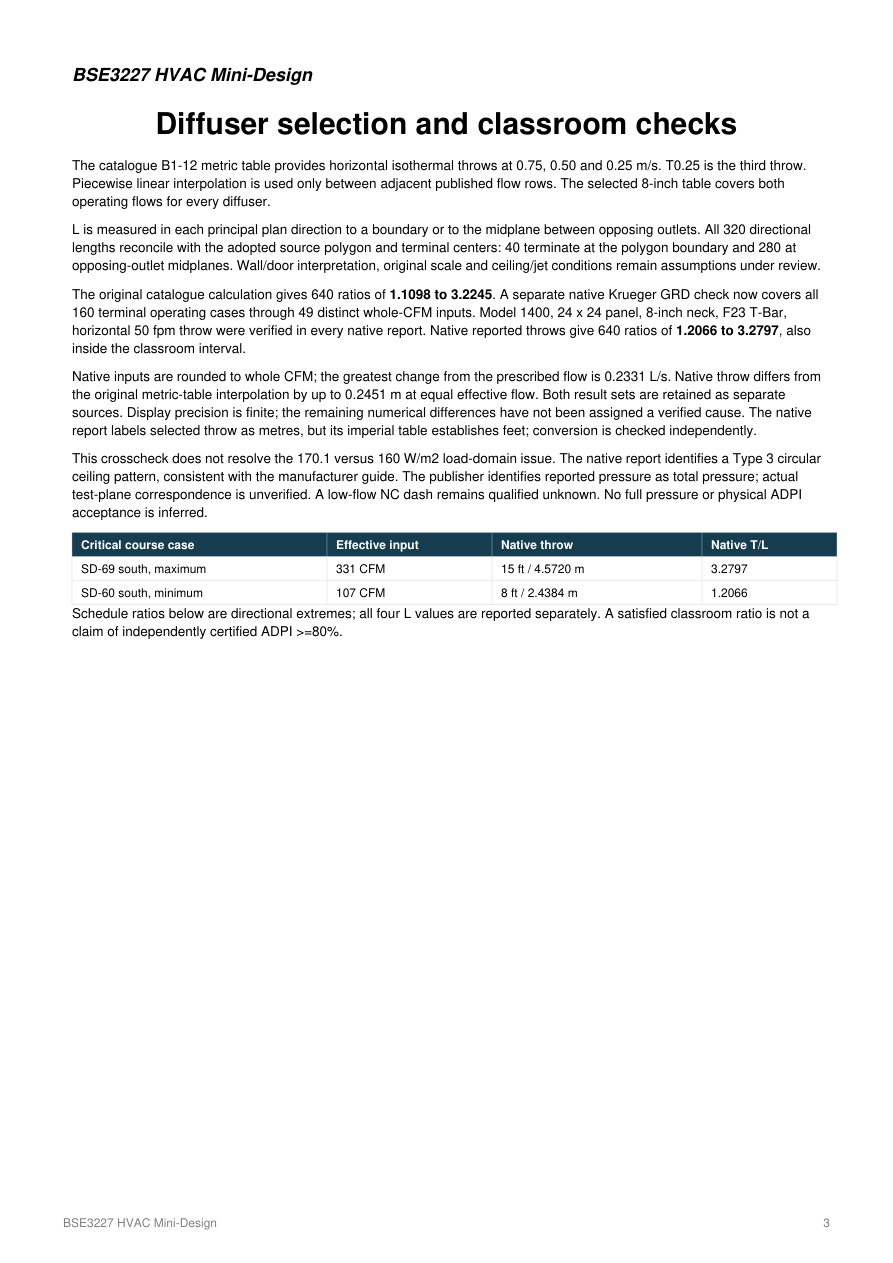 BSE3227 HVAC Mini-Design
Diffuser selection and classroom checks
The catalogue B1-12 metric table provides horizontal isothermal throws at 0.75, 0.50 and 0.25 m/s. T0.25 is the third throw.
Piecewise linear interpolation is used only between adjacent published flow rows. The selected 8-inch table covers both
operating flows for every diffuser.
L is measured in each principal plan direction to a boundary or to the midplane between opposing outlets. All 320 directional
lengths reconcile with the adopted source polygon and terminal centers: 40 terminate at the polygon boundary and 280 at
opposing-outlet midplanes. Wall/door interpretation, original scale and ceiling/jet conditions remain assumptions under review.
The original catalogue calculation gives 640 ratios of 1.1098 to 3.2245. A separate native Krueger GRD check now covers all
160 terminal operating cases through 49 distinct whole-CFM inputs. Model 1400, 24 x 24 panel, 8-inch neck, F23 T-Bar,
horizontal 50 fpm throw were verified in every native report. Native reported throws give 640 ratios of 1.2066 to 3.2797, also
inside the classroom interval.
Native inputs are rounded to whole CFM; the greatest change from the prescribed flow is 0.2331 L/s. Native throw differs from
the original metric-table interpolation by up to 0.2451 m at equal effective flow. Both result sets are retained as separate
sources. Display precision is finite; the remaining numerical differences have not been assigned a verified cause. The native
report labels selected throw as metres, but its imperial table establishes feet; conversion is checked independently.
This crosscheck does not resolve the 170.1 versus 160 W/m2 load-domain issue. The native report identifies a Type 3 circular
ceiling pattern, consistent with the manufacturer guide. The publisher identifies reported pressure as total pressure; actual
test-plane correspondence is unverified. A low-flow NC dash remains qualified unknown. No full pressure or physical ADPI
acceptance is inferred.
Critical course case Effective input Native throw Native T/L
SD-69 south, maximum 331 CFM 15 ft / 4.5720 m 3.2797
SD-60 south, minimum 107 CFM 8 ft / 2.4384 m 1.2066
Schedule ratios below are directional extremes; all four L values are reported separately. A satisfied classroom ratio is not a
claim of independently certified ADPI >=80%.
BSE3227 HVAC Mini-Design 3